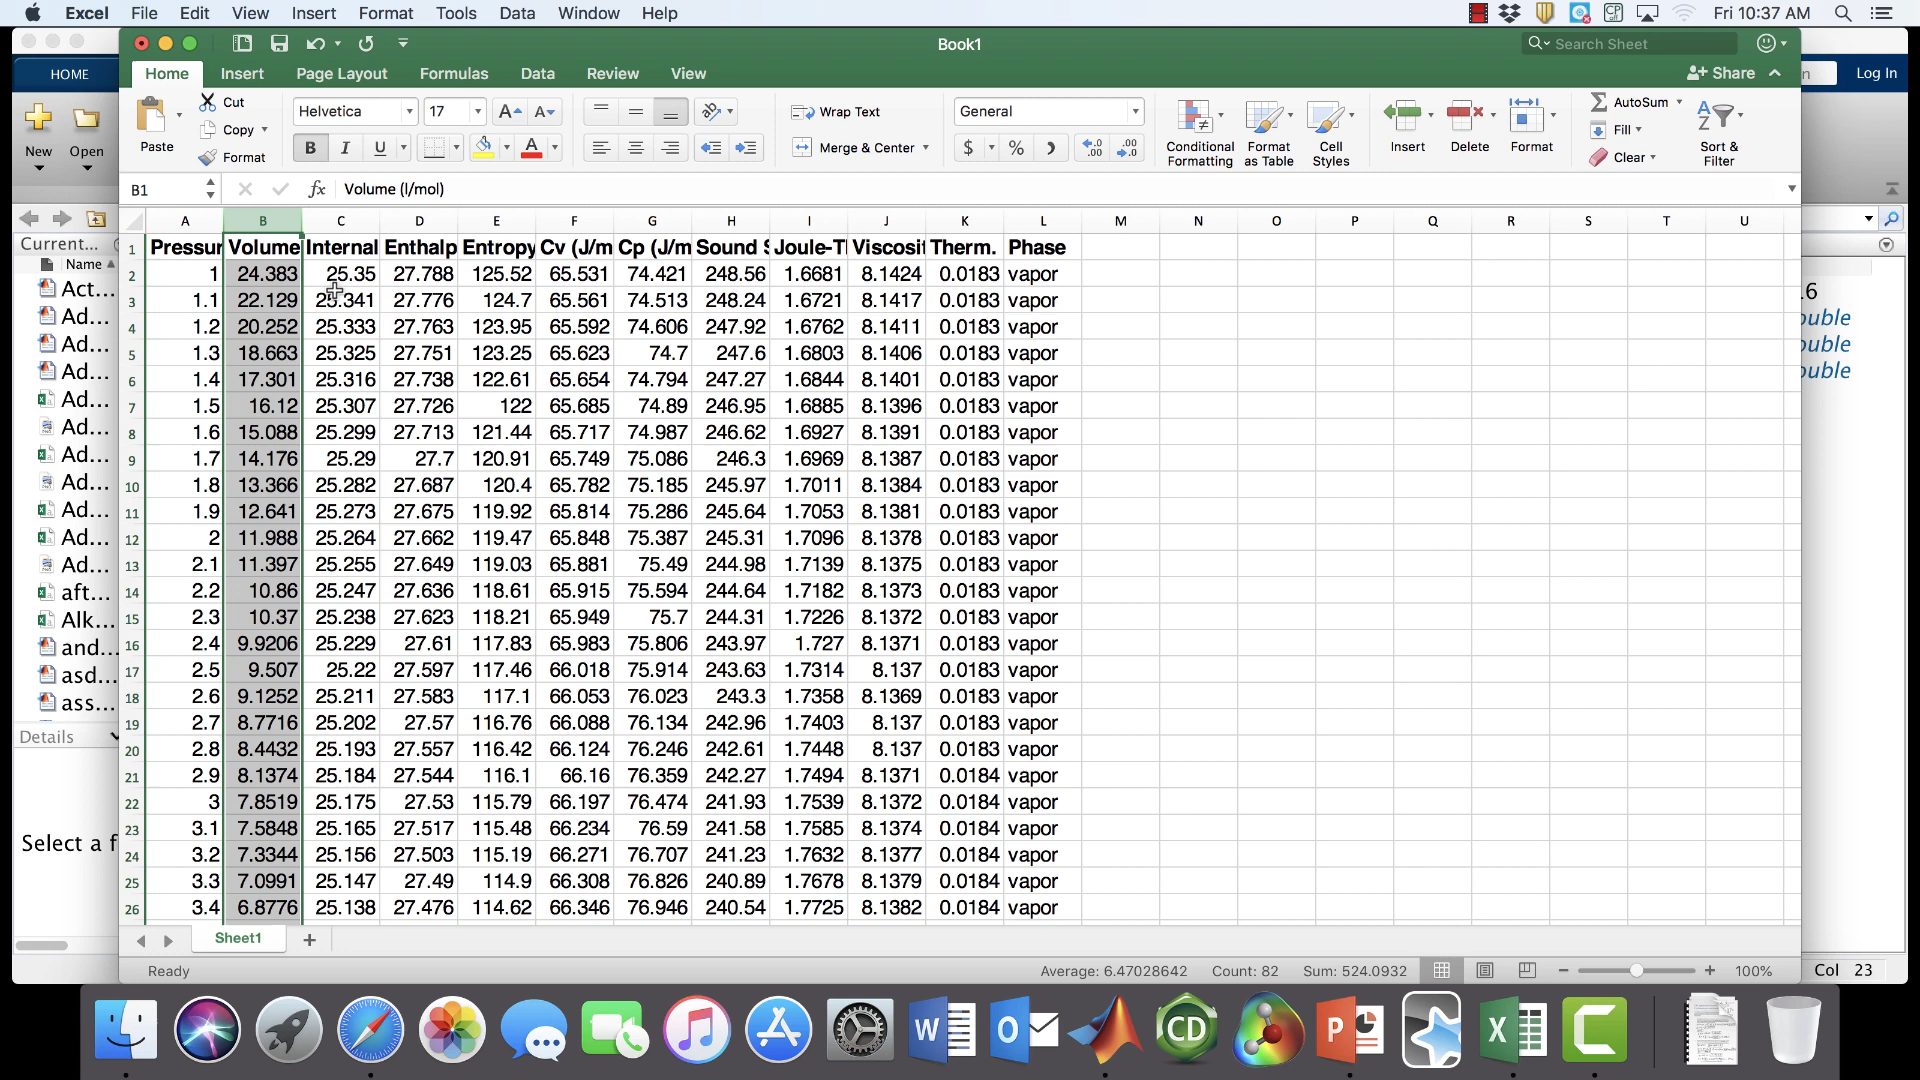 Excel File Edit View Insert Format Tools Data Window Help Fri 10:37 AM
Book1
Search Sheet
HOME
Home Insert Page Layout Formulas Data Review View
Share
Log In
New
Open
Paste
Cut
Copy
Format
Helvetica 17
B I U
Wrap Text
Merge & Center
General
$ %
Conditional Formatting
Format as Table
Cell Styles
Insert
Delete
Format
AutoSum
Fill
Clear
Sort & Filter
B1 fx Volume (l/mol)
Current...
Name
Act...
Ad...
Ad...
Ad...
Ad...
Ad...
Ad...
Ad...
Ad...
Ad...
Ad...
aft...
Alk...
and...
asd...
ass...
Details
Select a f
A B C D E F G H I J K L M N O P Q R S T U
1 Pressur Volume Internal Enthalp Entropy Cv (J/m Cp (J/m Sound S Joule-T Viscosit Therm. Phase
2 1 24.383 25.35 27.788 125.52 65.531 74.421 248.56 1.6681 8.1424 0.0183 vapor
3 1.1 22.129 25.341 27.776 124.7 65.561 74.513 248.24 1.6721 8.1417 0.0183 vapor
4 1.2 20.252 25.333 27.763 123.95 65.592 74.606 247.92 1.6762 8.1411 0.0183 vapor
5 1.3 18.663 25.325 27.751 123.25 65.623 74.7 247.6 1.6803 8.1406 0.0183 vapor
6 1.4 17.301 25.316 27.738 122.61 65.654 74.794 247.27 1.6844 8.1401 0.0183 vapor
7 1.5 16.12 25.307 27.726 122 65.685 74.89 246.95 1.6885 8.1396 0.0183 vapor
8 1.6 15.088 25.299 27.713 121.44 65.717 74.987 246.62 1.6927 8.1391 0.0183 vapor
9 1.7 14.176 25.29 27.7 120.91 65.749 75.086 246.3 1.6969 8.1387 0.0183 vapor
10 1.8 13.366 25.282 27.687 120.4 65.782 75.185 245.97 1.7011 8.1384 0.0183 vapor
11 1.9 12.641 25.273 27.675 119.92 65.814 75.286 245.64 1.7053 8.1381 0.0183 vapor
12 2 11.988 25.264 27.662 119.47 65.848 75.387 245.31 1.7096 8.1378 0.0183 vapor
13 2.1 11.397 25.255 27.649 119.03 65.881 75.49 244.98 1.7139 8.1375 0.0183 vapor
14 2.2 10.86 25.247 27.636 118.61 65.915 75.594 244.64 1.7182 8.1373 0.0183 vapor
15 2.3 10.37 25.238 27.623 118.21 65.949 75.7 244.31 1.7226 8.1372 0.0183 vapor
16 2.4 9.9206 25.229 27.61 117.83 65.983 75.806 243.97 1.727 8.1371 0.0183 vapor
17 2.5 9.507 25.22 27.597 117.46 66.018 75.914 243.63 1.7314 8.137 0.0183 vapor
18 2.6 9.1252 25.211 27.583 117.1 66.053 76.023 243.3 1.7358 8.1369 0.0183 vapor
19 2.7 8.7716 25.202 27.57 116.76 66.088 76.134 242.96 1.7403 8.137 0.0183 vapor
20 2.8 8.4432 25.193 27.557 116.42 66.124 76.246 242.61 1.7448 8.137 0.0183 vapor
21 2.9 8.1374 25.184 27.544 116.1 66.16 76.359 242.27 1.7494 8.1371 0.0184 vapor
22 3 7.8519 25.175 27.53 115.79 66.197 76.474 241.93 1.7539 8.1372 0.0184 vapor
23 3.1 7.5848 25.165 27.517 115.48 66.234 76.59 241.58 1.7585 8.1374 0.0184 vapor
24 3.2 7.3344 25.156 27.503 115.19 66.271 76.707 241.23 1.7632 8.1377 0.0184 vapor
25 3.3 7.0991 25.147 27.49 114.9 66.308 76.826 240.89 1.7678 8.1379 0.0184 vapor
26 3.4 6.8776 25.138 27.476 114.62 66.346 76.946 240.54 1.7725 8.1382 0.0184 vapor
.6
ouble
ouble
ouble
Sheet1
Ready Average: 6.47028642 Count: 82 Sum: 524.0932 100%
Col 23